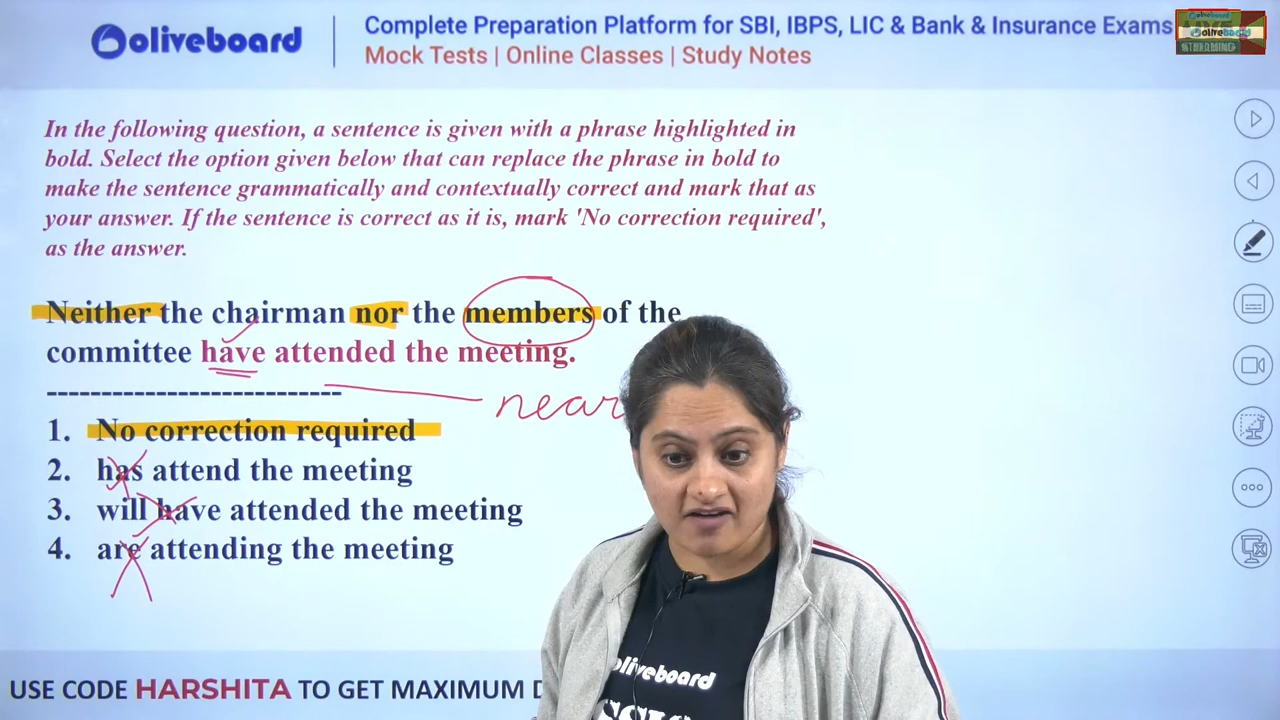 oliveboard
Complete Preparation Platform for SBI, IBPS, LIC & Bank & Insurance Exams
Mock Tests | Online Classes | Study Notes
oliveboard
STREAMING
In the following question, a sentence is given with a phrase highlighted in
bold. Select the option given below that can replace the phrase in bold to
make the sentence grammatically and contextually correct and mark that as
your answer. If the sentence is correct as it is, mark 'No correction required',
as the answer.
Neither the chairman nor the members of the
committee have attended the meeting.
--------------------------
near
1. No correction required
2. has attend the meeting
3. will have attended the meeting
4. are attending the meeting
oliveboard
USE CODE HARSHITA TO GET MAXIMUM